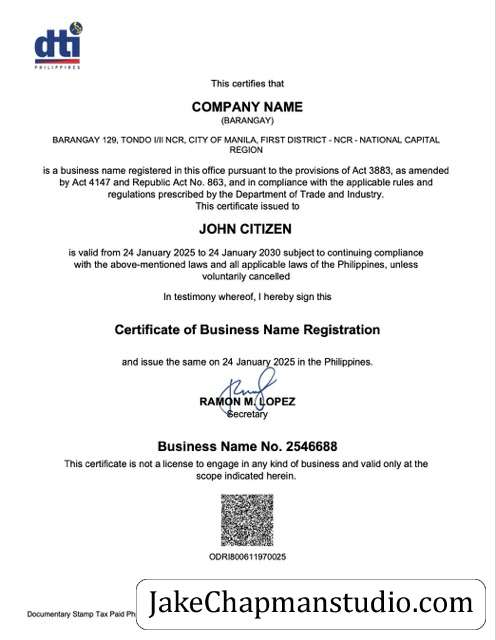 dti
PHILIPPINES
This certifies that
COMPANY NAME
(BARANGAY)
BARANGAY 129, TONDO I/II NCR, CITY OF MANILA, FIRST DISTRICT - NCR - NATIONAL CAPITAL
REGION
is a business name registered in this office pursuant to the provisions of Act 3883, as amended
by Act 4147 and Republic Act No. 863, and in compliance with the applicable rules and
regulations prescribed by the Department of Trade and Industry.
This certificate issued to
JOHN CITIZEN
is valid from 24 January 2025 to 24 January 2030 subject to continuing compliance
with the above-mentioned laws and all applicable laws of the Philippines, unless
voluntarily cancelled
In testimony whereof, I hereby sign this
Certificate of Business Name Registration
and issue the same on 24 January 2025 in the Philippines.
RAMON M. LOPEZ
Secretary
Business Name No. 2546688
This certificate is not a license to engage in any kind of business and valid only at the
scope indicated herein.
ODRI800611970025
Documentary Stamp Tax Paid Ph
JakeChapmanstudio.com